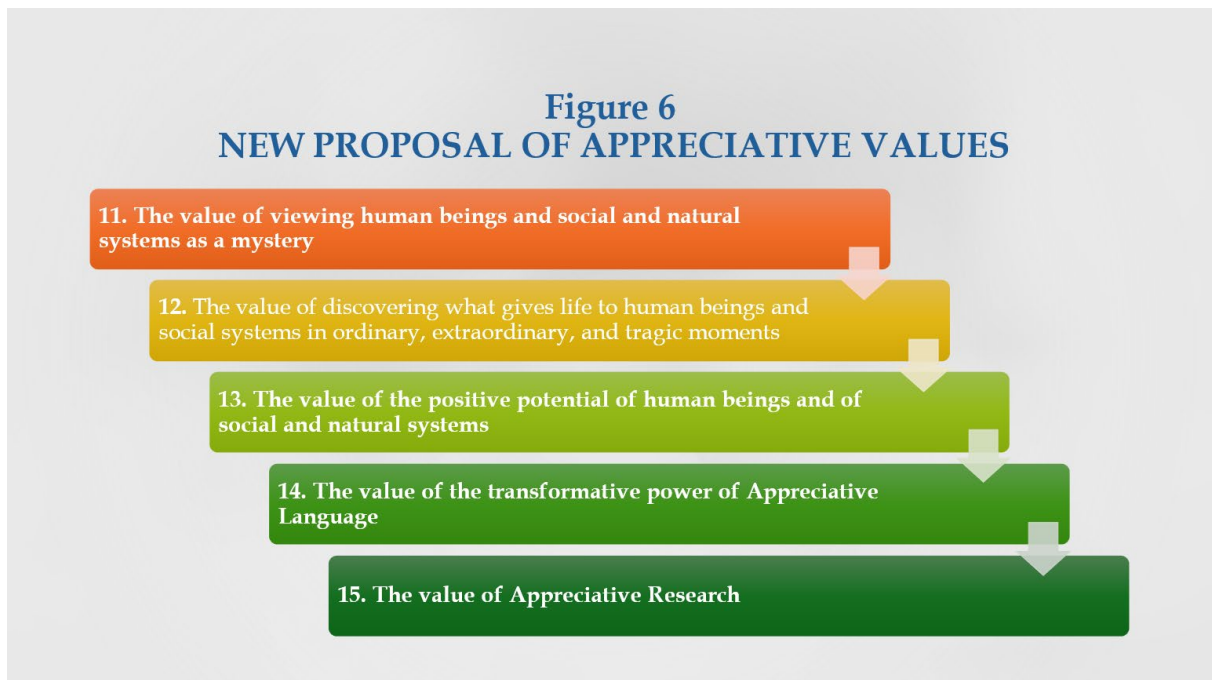 Figure 6
NEW PROPOSAL OF APPRECIATIVE VALUES
11. The value of viewing human beings and social and natural
systems as a mystery
12. The value of discovering what gives life to human beings and
social systems in ordinary, extraordinary, and tragic moments
13. The value of the positive potential of human beings and of
social and natural systems
14. The value of the transformative power of Appreciative
Language
15. The value of Appreciative Research